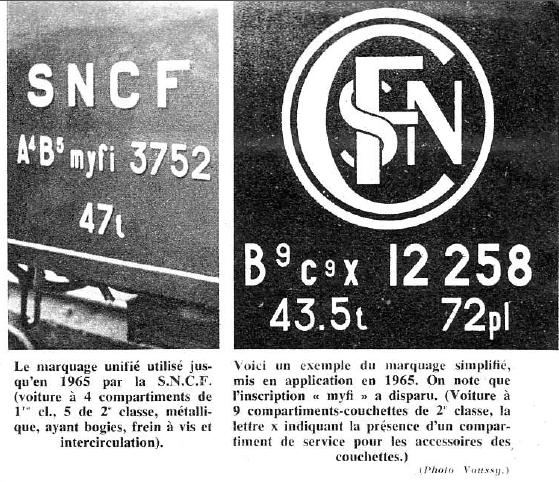 SNCF
A⁴B⁵ myfi 3752
47t
Le marquage unifié utilisé jus-
qu'en 1965 par la S.N.C.F.
(voiture à 4 compartiments de
1ʳᵉ cl., 5 de 2ᵉ classe, métalli-
que, ayant bogies, frein à vis et
intercirculation).
SNCF
B⁹c⁹x 12 258
43.5t 72pl
Voici un exemple du marquage simplifié,
mis en application en 1965. On note que
l'inscription « myfi » a disparu. (Voiture à
9 compartiments-couchettes de 2ᵉ classe, la
lettre x indiquant la présence d'un compar-
timent de service pour les accessoires des
couchettes.)
(Photo Vaussy.)